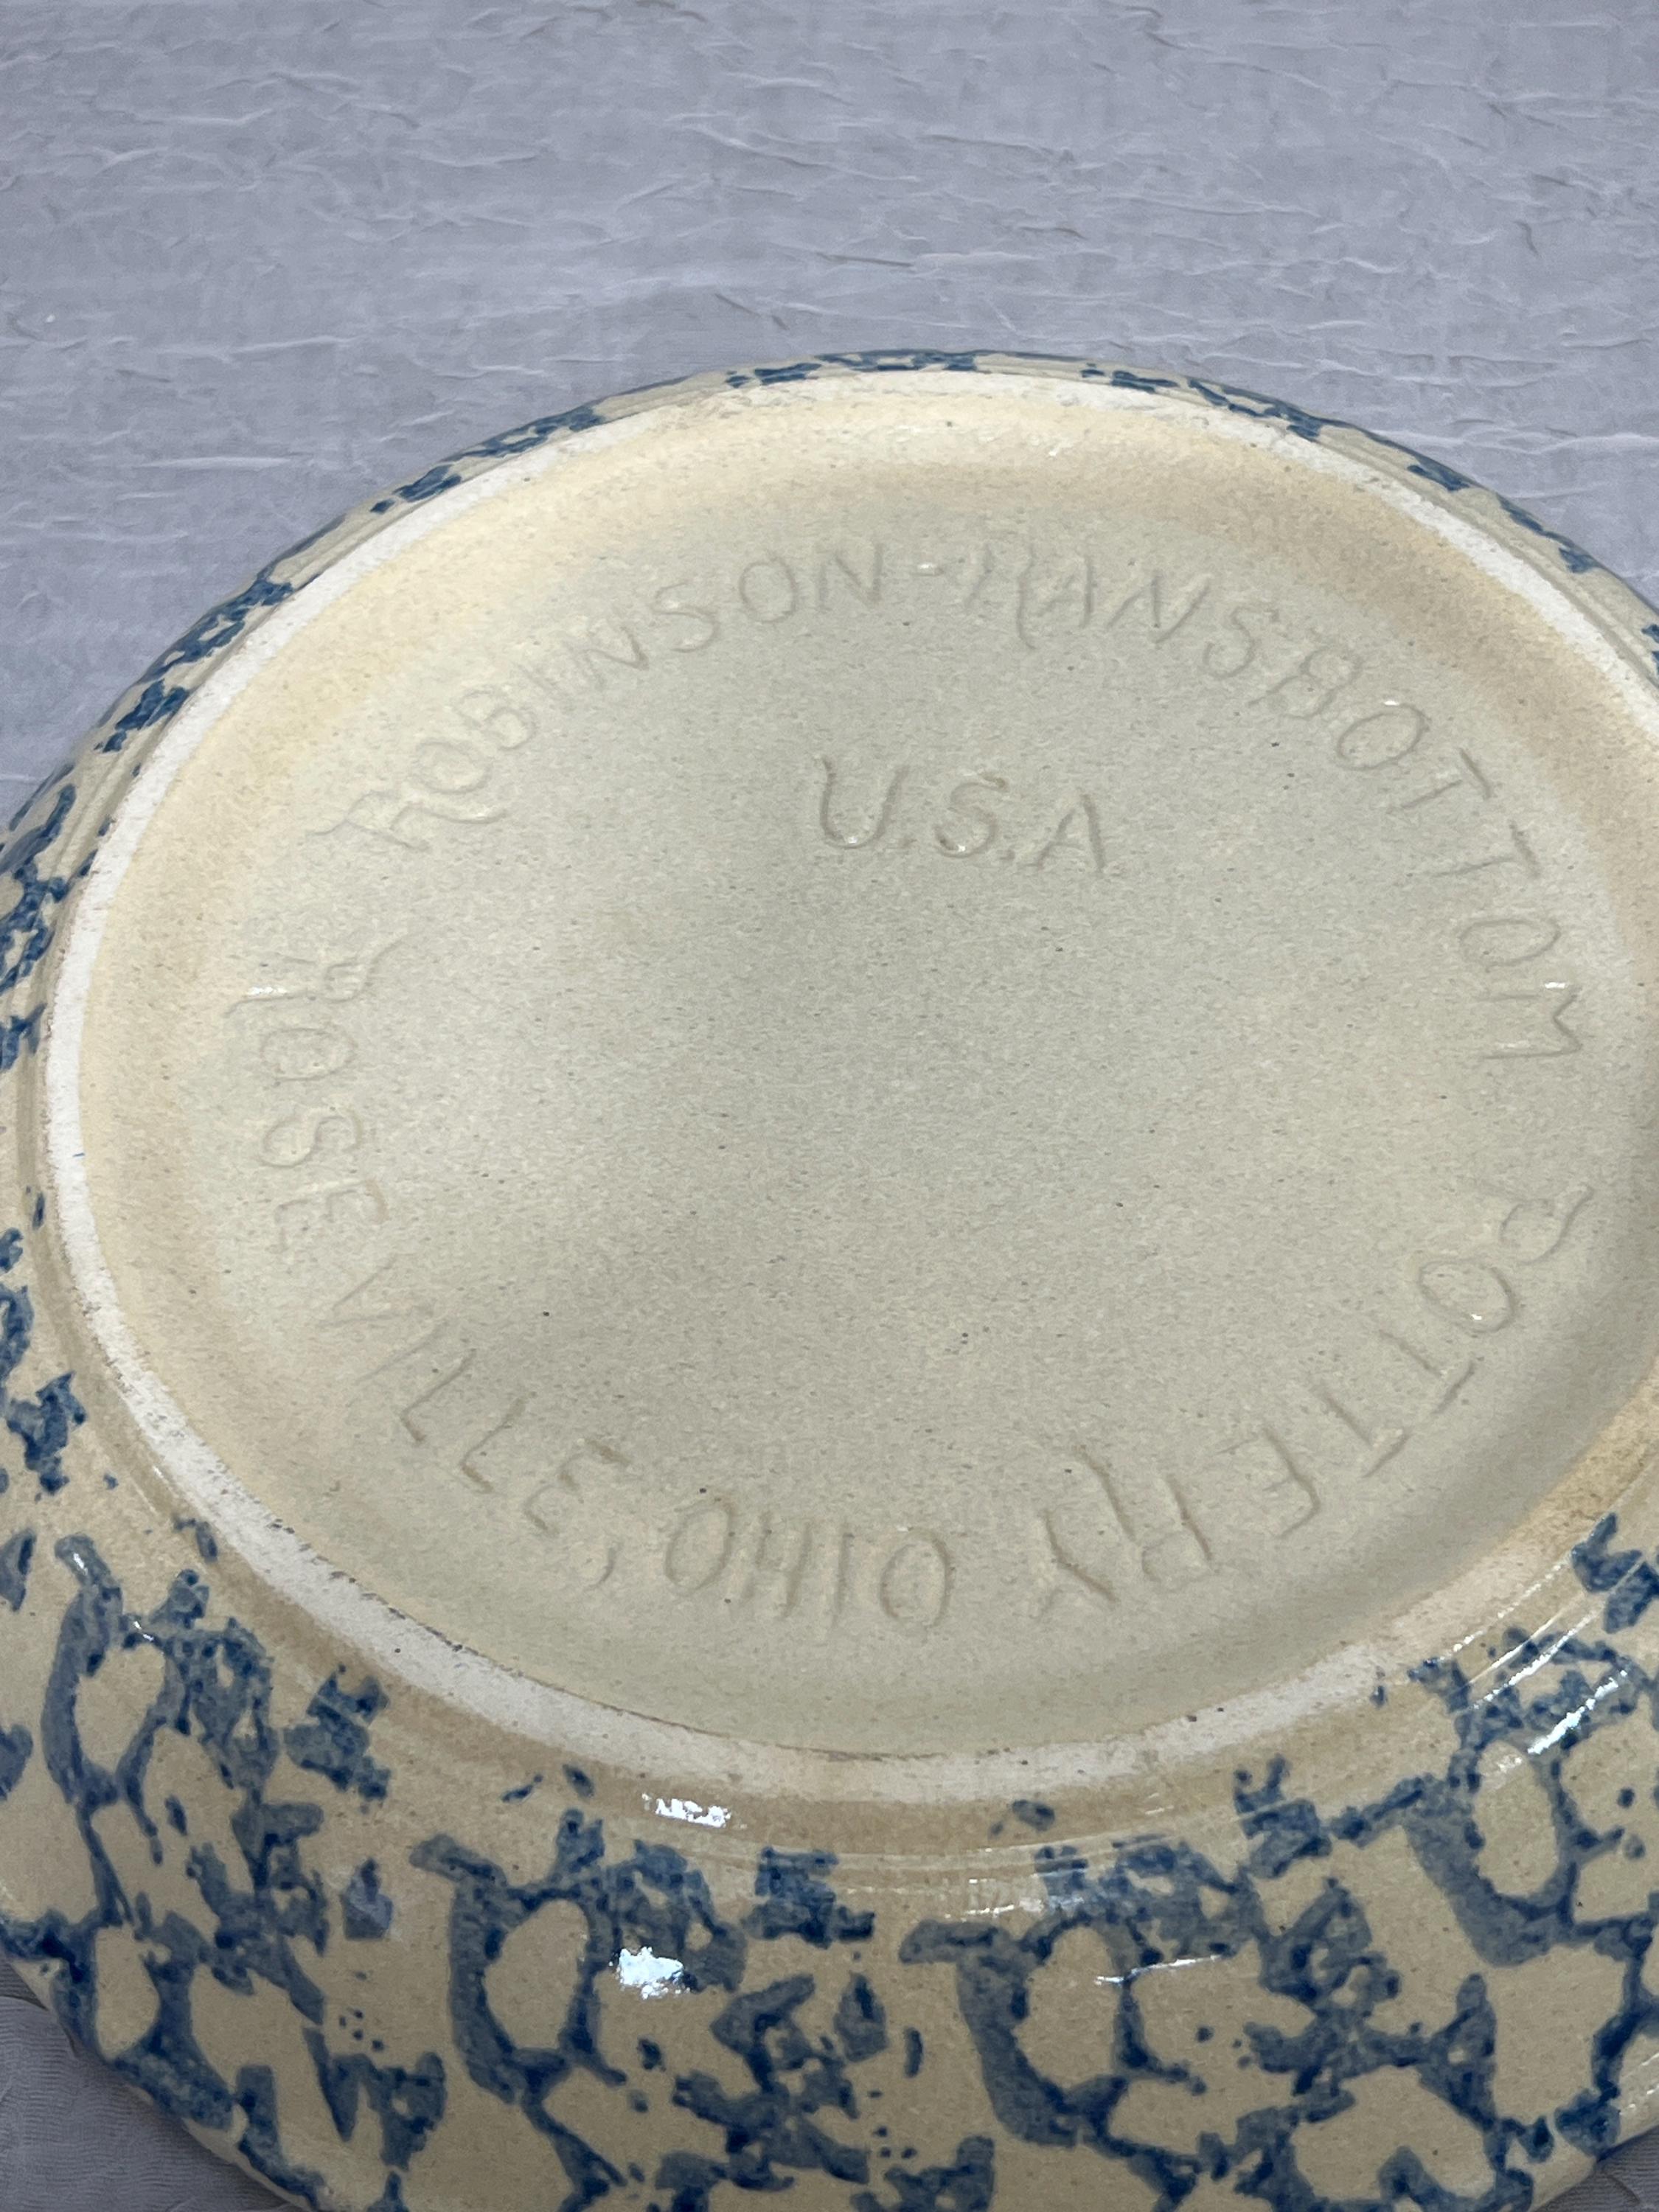 ROBINSON-RANSBOTTOM POTTERY
U.S.A
OHIO, ROSEVILLE